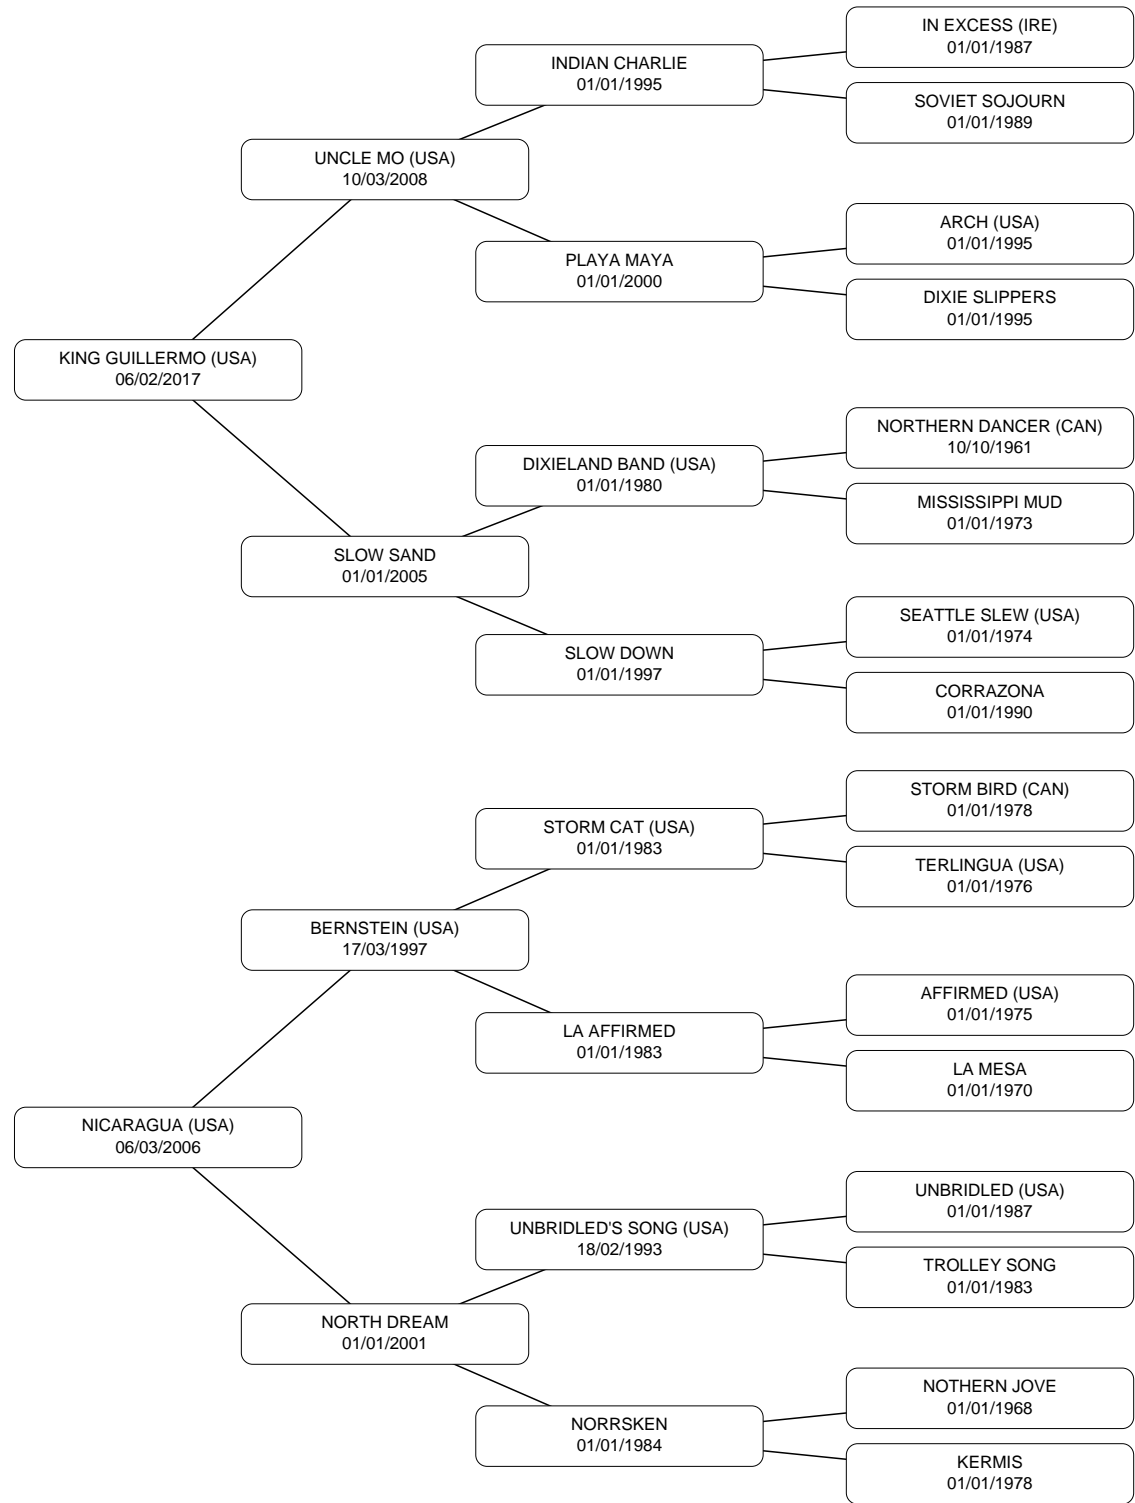 IN EXCESS (IRE)
01/01/1987
INDIAN CHARLIE
01/01/1995
SOVIET SOJOURN
01/01/1989
UNCLE MO (USA)
10/03/2008
ARCH (USA)
01/01/1995
PLAYA MAYA
01/01/2000
DIXIE SLIPPERS
01/01/1995
KING GUILLERMO (USA)
06/02/2017
NORTHERN DANCER (CAN)
10/10/1961
DIXIELAND BAND (USA)
01/01/1980
MISSISSIPPI MUD
01/01/1973
SLOW SAND
01/01/2005
SEATTLE SLEW (USA)
01/01/1974
SLOW DOWN
01/01/1997
CORRAZONA
01/01/1990
STORM BIRD (CAN)
01/01/1978
STORM CAT (USA)
01/01/1983
TERLINGUA (USA)
01/01/1976
BERNSTEIN (USA)
17/03/1997
AFFIRMED (USA)
01/01/1975
LA AFFIRMED
01/01/1983
LA MESA
01/01/1970
NICARAGUA (USA)
06/03/2006
UNBRIDLED (USA)
01/01/1987
UNBRIDLED'S SONG (USA)
18/02/1993
TROLLEY SONG
01/01/1983
NORTH DREAM
01/01/2001
NOTHERN JOVE
01/01/1968
NORRSKEN
01/01/1984
KERMIS
01/01/1978